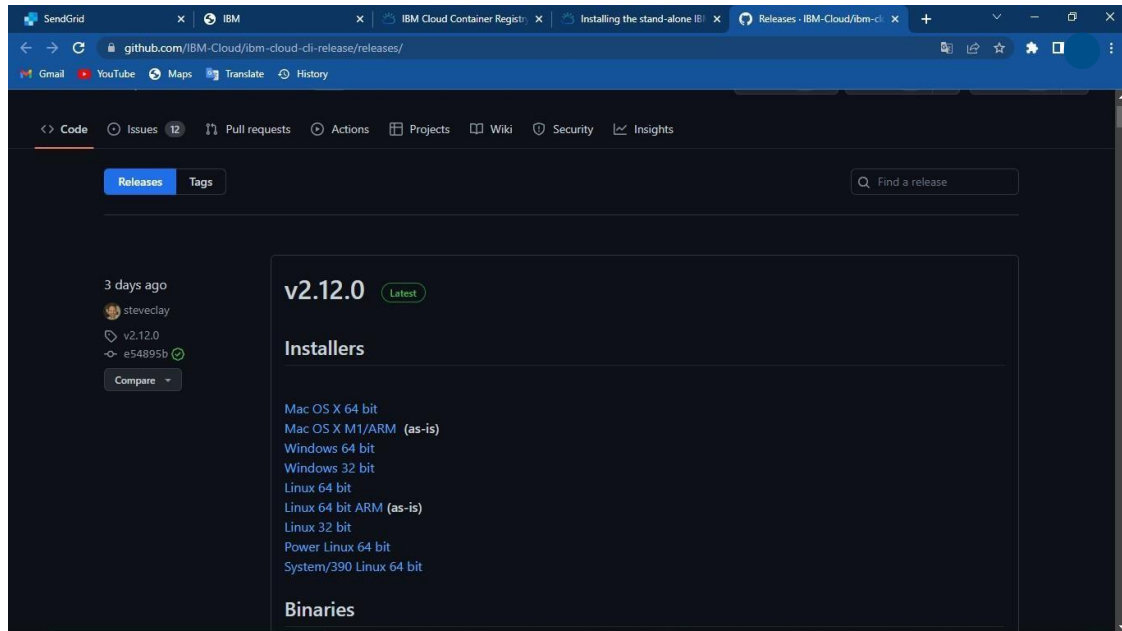 SendGrid
IBM
IBM Cloud Container Registry
Installing the stand-alone IBM
Releases · IBM-Cloud/ibm-clo
github.com/IBM-Cloud/ibm-cloud-cli-release/releases/
Gmail YouTube Maps Translate History
Code Issues 12 Pull requests Actions Projects Wiki Security Insights
Releases Tags
Find a release
3 days ago
steveclay
v2.12.0
e54895b
Compare
v2.12.0 Latest
Installers
Mac OS X 64 bit
Mac OS X M1/ARM (as-is)
Windows 64 bit
Windows 32 bit
Linux 64 bit
Linux 64 bit ARM (as-is)
Linux 32 bit
Power Linux 64 bit
System/390 Linux 64 bit
Binaries